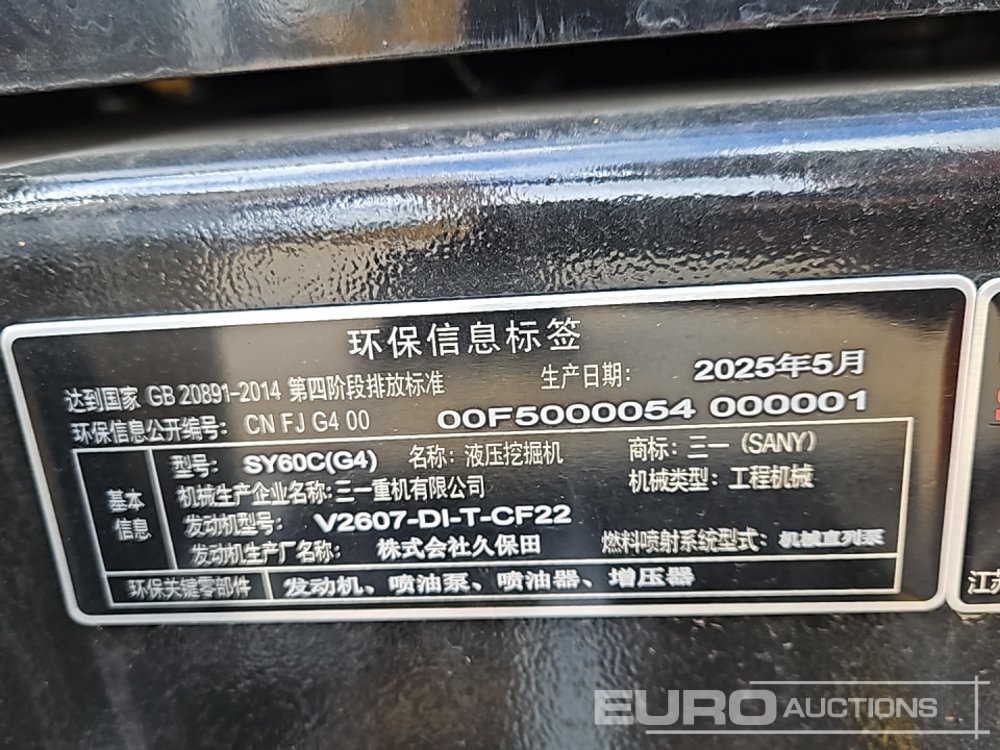 环保信息标签
达到国家 GB 20891-2014 第四阶段排放标准 生产日期: 2025年5月
环保信息公开编号: CN FJ G4 00 00F5000054 000001
基本信息
型号: SY60C(G4) 名称: 液压挖掘机 商标: 三一 (SANY)
机械生产企业名称:三一重机有限公司 机械类型: 工程机械
发动机型号: V2607-DI-T-CF22
发动机生产厂名称: 株式会社久保田 燃料喷射系统型式: 机械直列泵
环保关键零部件 发动机、喷油泵、喷油器、增压器
江苏
EURO AUCTIONS